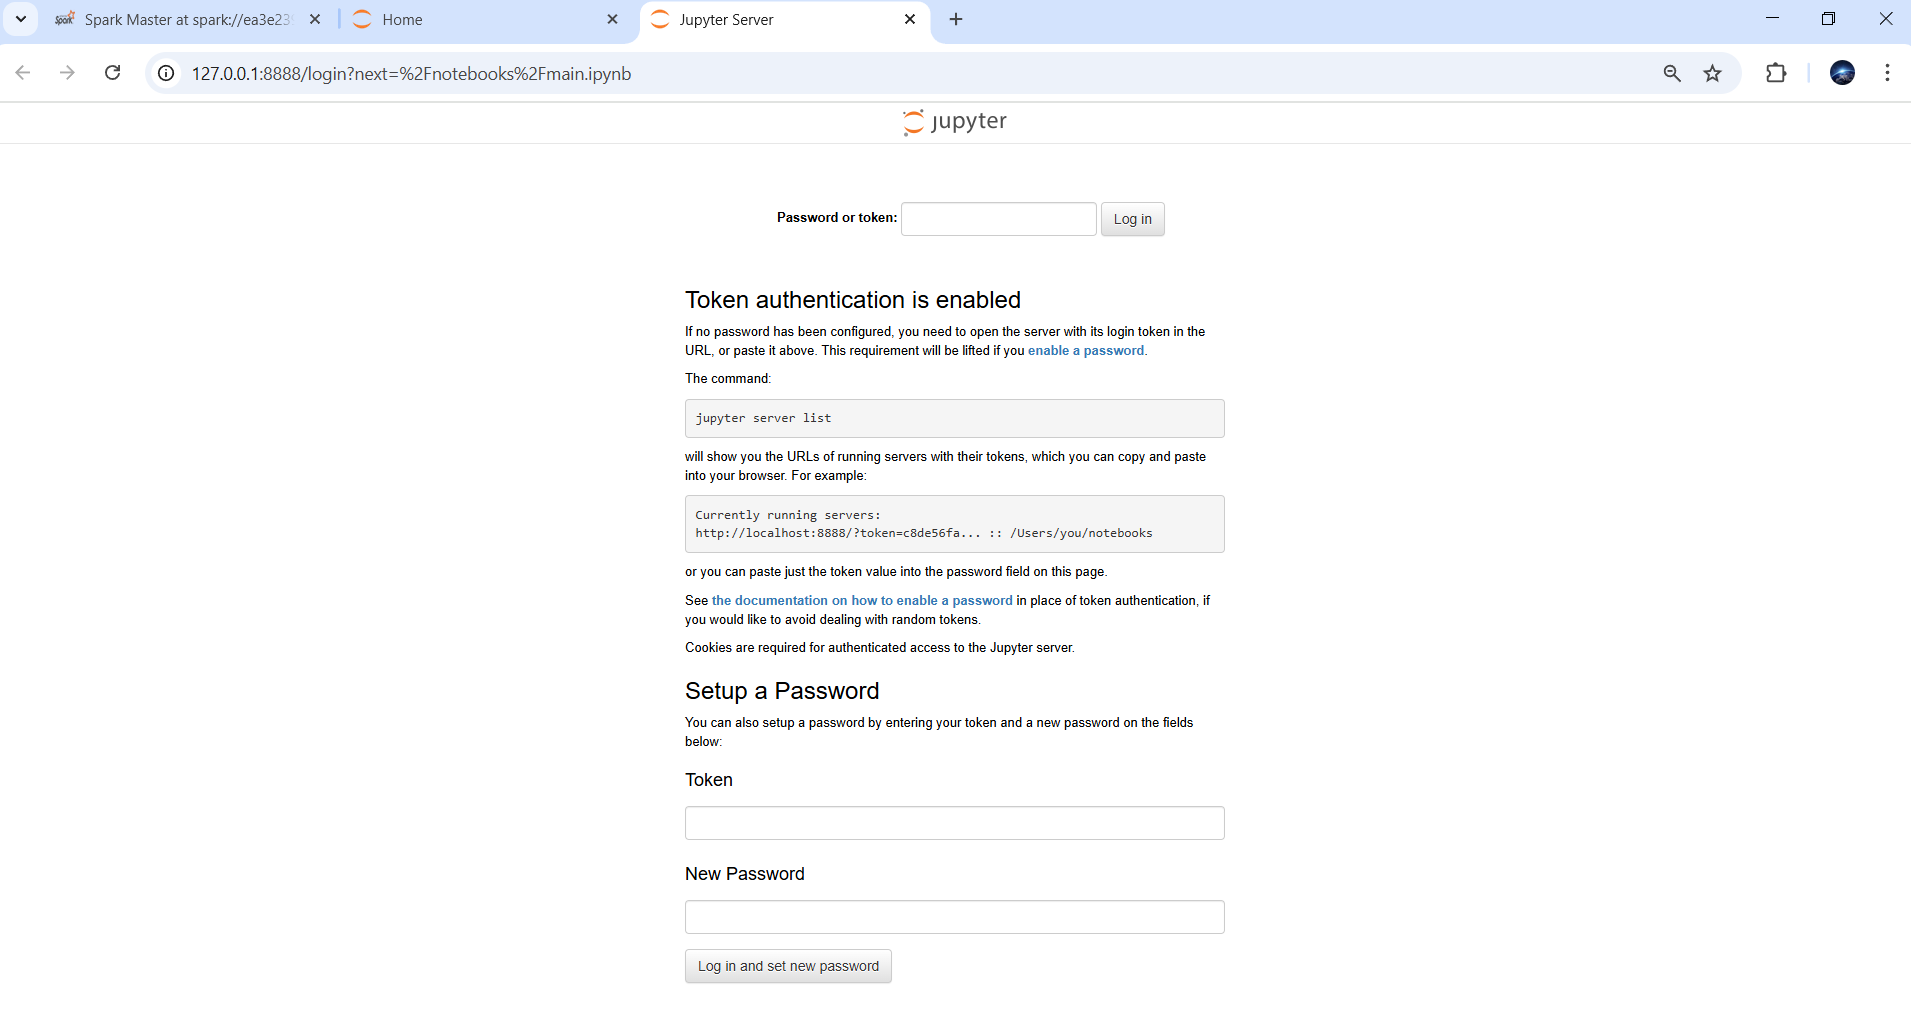 Spark Master at spark://ea3e23
Home
Jupyter Server
127.0.0.1:8888/login?next=%2Fnotebooks%2Fmain.ipynb
jupyter
Password or token:
Log in
Token authentication is enabled
If no password has been configured, you need to open the server with its login token in the
URL, or paste it above. This requirement will be lifted if you enable a password.
The command:
jupyter server list
will show you the URLs of running servers with their tokens, which you can copy and paste
into your browser. For example:
Currently running servers:
http://localhost:8888/?token=c8de56fa... :: /Users/you/notebooks
or you can paste just the token value into the password field on this page.
See the documentation on how to enable a password in place of token authentication, if
you would like to avoid dealing with random tokens.
Cookies are required for authenticated access to the Jupyter server.
Setup a Password
You can also setup a password by entering your token and a new password on the fields
below:
Token
New Password
Log in and set new password